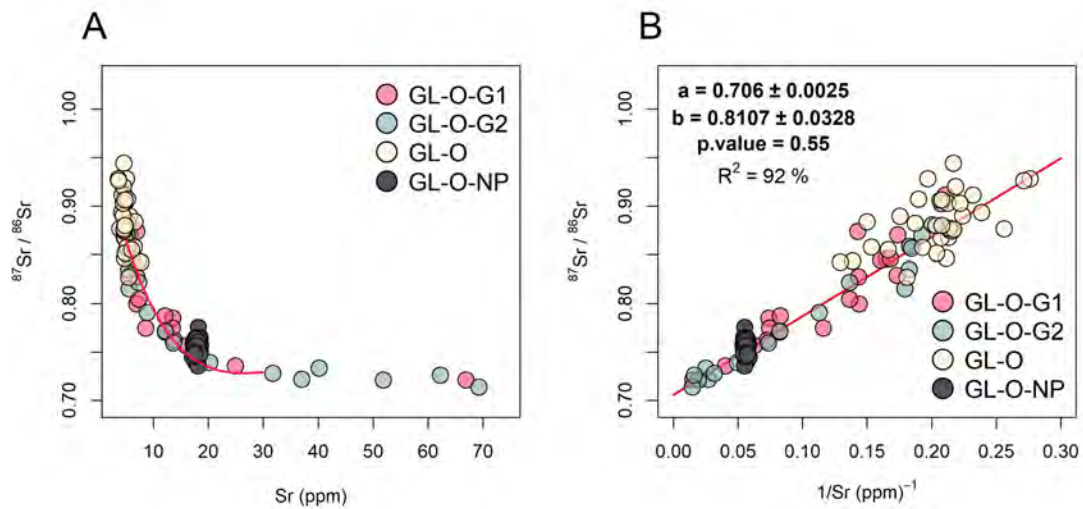 A
⁸⁷Sr / ⁸⁶Sr
1.00
0.90
0.80
0.70
GL-O-G1
GL-O-G2
GL-O
GL-O-NP
10 20 30 40 50 60 70
Sr (ppm)
B
⁸⁷Sr / ⁸⁶Sr
1.00
0.90
0.80
0.70
a = 0.706 ± 0.0025
b = 0.8107 ± 0.0328
p.value = 0.55
R² = 92 %
GL-O-G1
GL-O-G2
GL-O
GL-O-NP
0.00 0.05 0.10 0.15 0.20 0.25 0.30
1/Sr (ppm)⁻¹